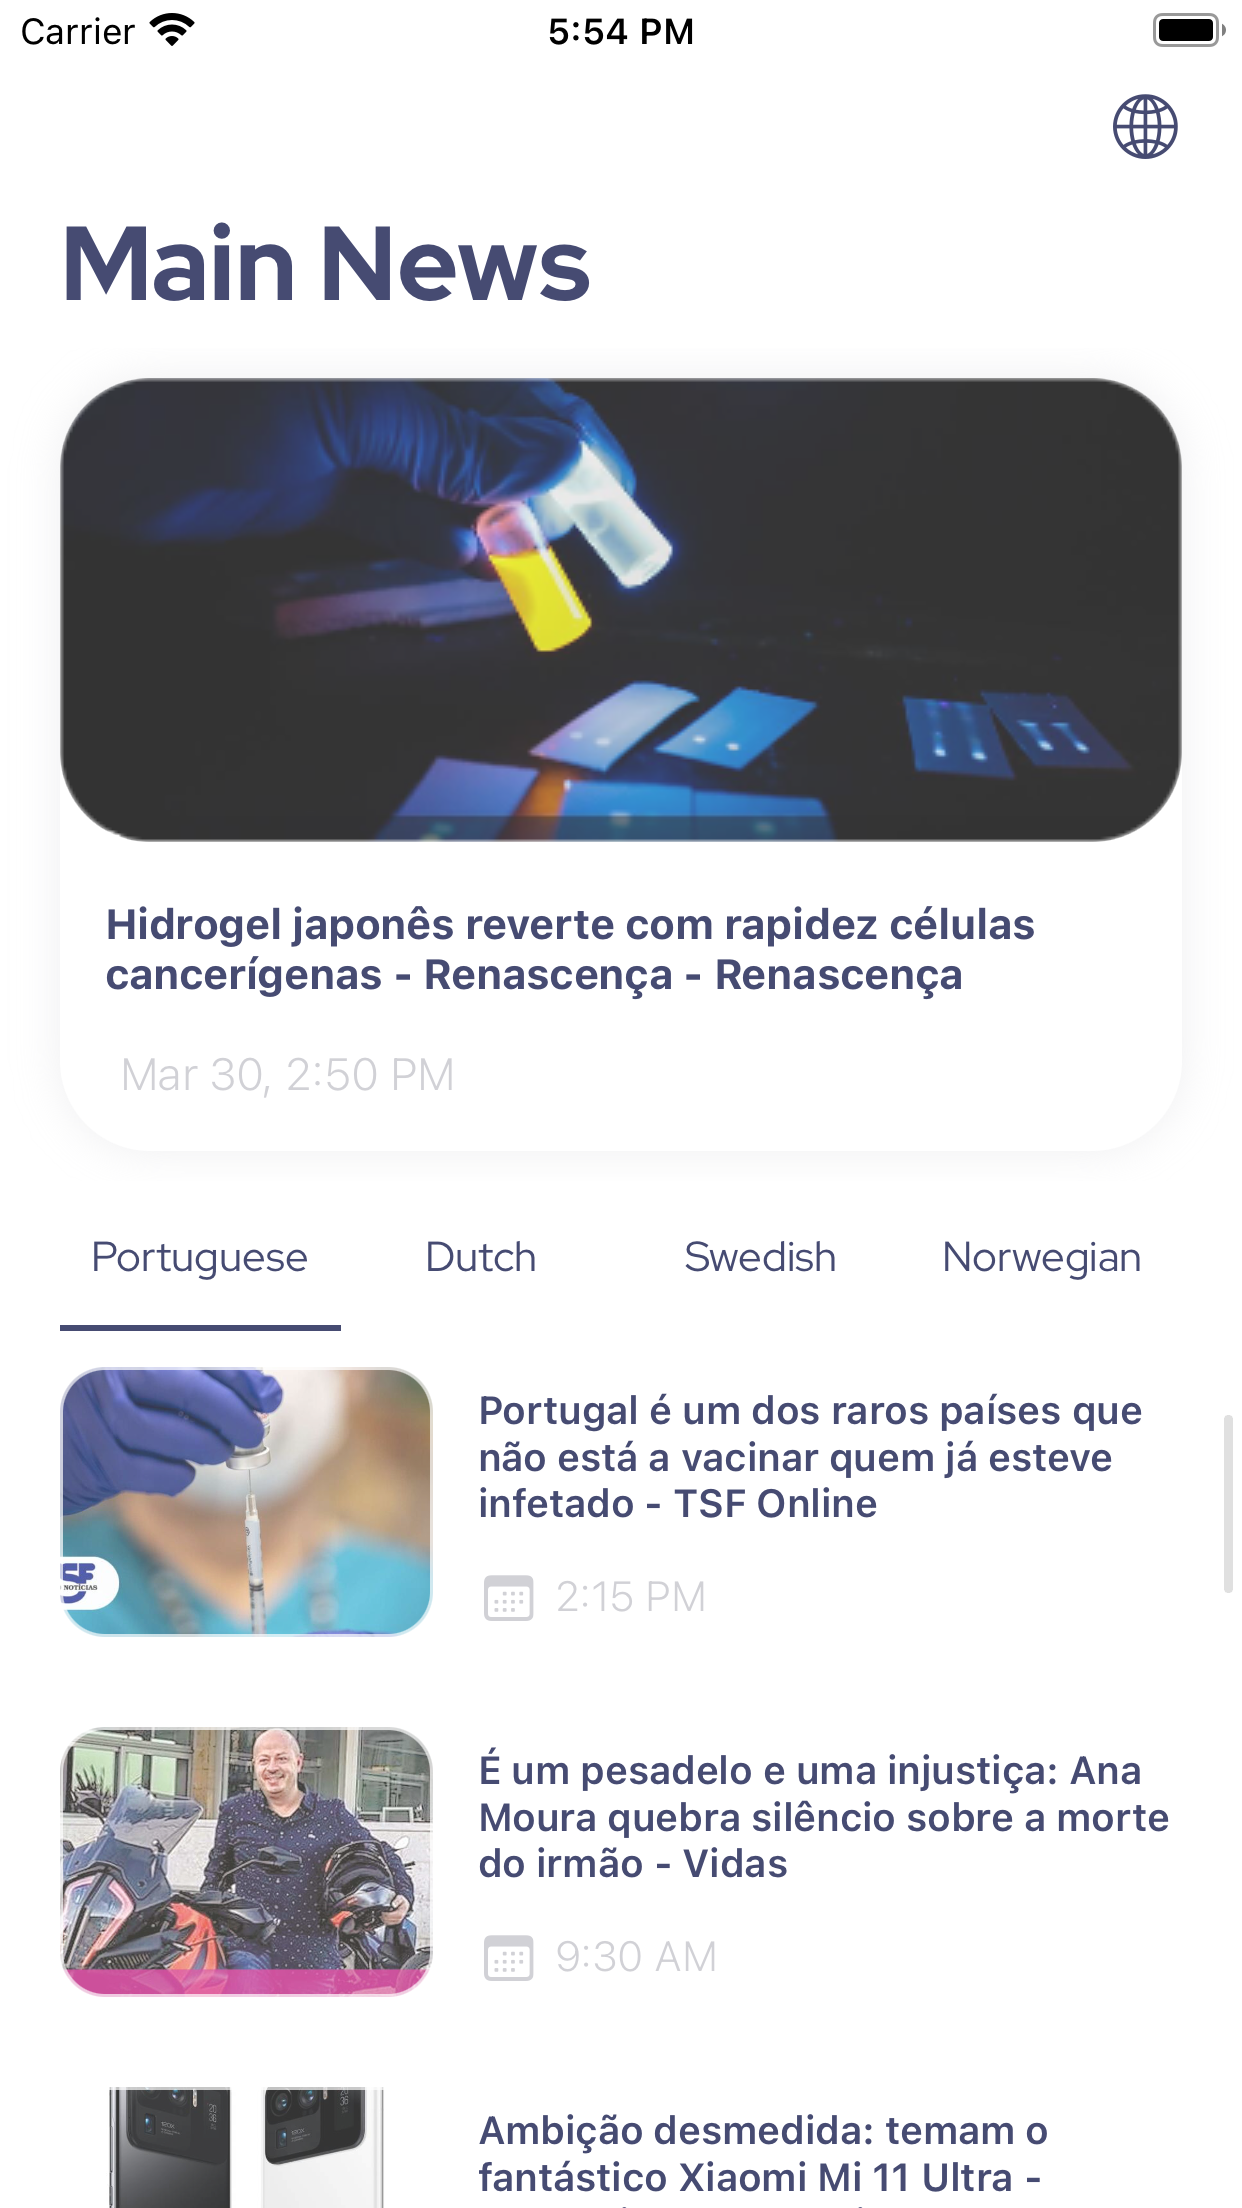 Carrier
5:54 PM
Main News
Hidrogel japonês reverte com rapidez células
cancerígenas - Renascença - Renascença
Mar 30, 2:50 PM
Portuguese
Dutch
Swedish
Norwegian
Portugal é um dos raros países que
não está a vacinar quem já esteve
infetado - TSF Online
SF
NOTÍCIAS
2:15 PM
É um pesadelo e uma injustiça: Ana
Moura quebra silêncio sobre a morte
do irmão - Vidas
9:30 AM
Ambição desmedida: temam o
fantástico Xiaomi Mi 11 Ultra -